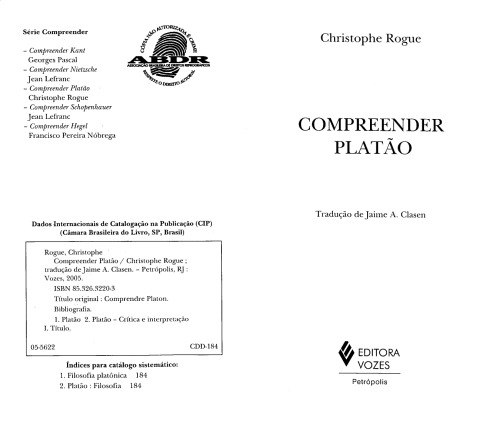 Série Compreender
– Compreender Kant
Georges Pascal
– Compreender Nietzsche
Jean Lefranc
– Compreender Platão
Christophe Rogue
– Compreender Schopenhauer
Jean Lefranc
– Compreender Hegel
Francisco Pereira Nóbrega
CÓPIA NÃO AUTORIZADA É CRIME
ABDR
ASSOCIAÇÃO BRASILEIRA DE DIREITOS REPROGRÁFICOS
RESPEITE O DIREITO AUTORAL
Dados Internacionais de Catalogação na Publicação (CIP)
(Câmara Brasileira do Livro, SP, Brasil)
Rogue, Christophe
Compreender Platão / Christophe Rogue ;
tradução de Jaime A. Clasen. – Petrópolis, RJ :
Vozes, 2005.
ISBN 85.326.3220-3
Título original : Comprendre Platon.
Bibliografia.
1. Platão 2. Platão – Crítica e interpretação
I. Título.
05-5622 CDD-184
Índices para catálogo sistemático:
1. Filosofia platônica 184
2. Platão : Filosofia 184
Christophe Rogue
COMPREENDER
PLATÃO
Tradução de Jaime A. Clasen
EDITORA
VOZES
Petrópolis